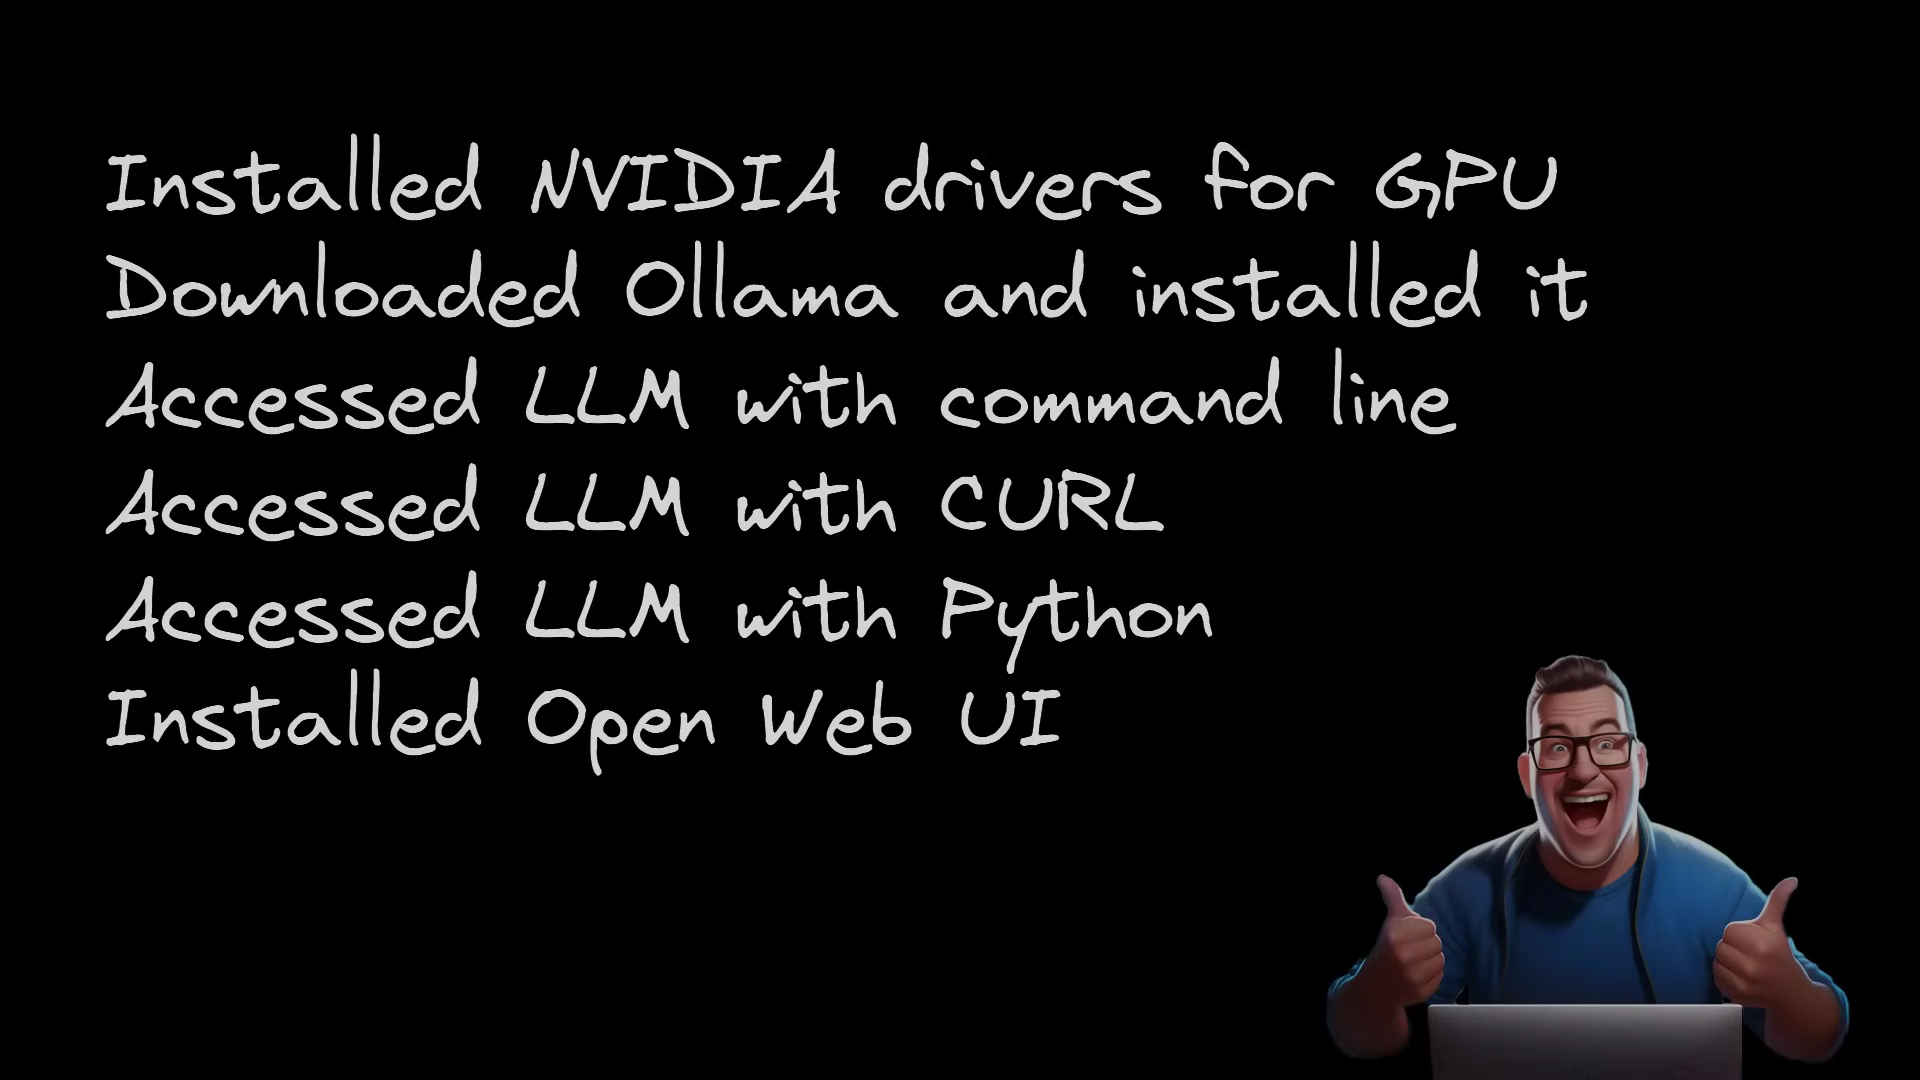 Installed NVIDIA drivers for GPU
Downloaded Ollama and installed it
Accessed LLM with command line
Accessed LLM with CURL
Accessed LLM with Python
Installed Open Web UI